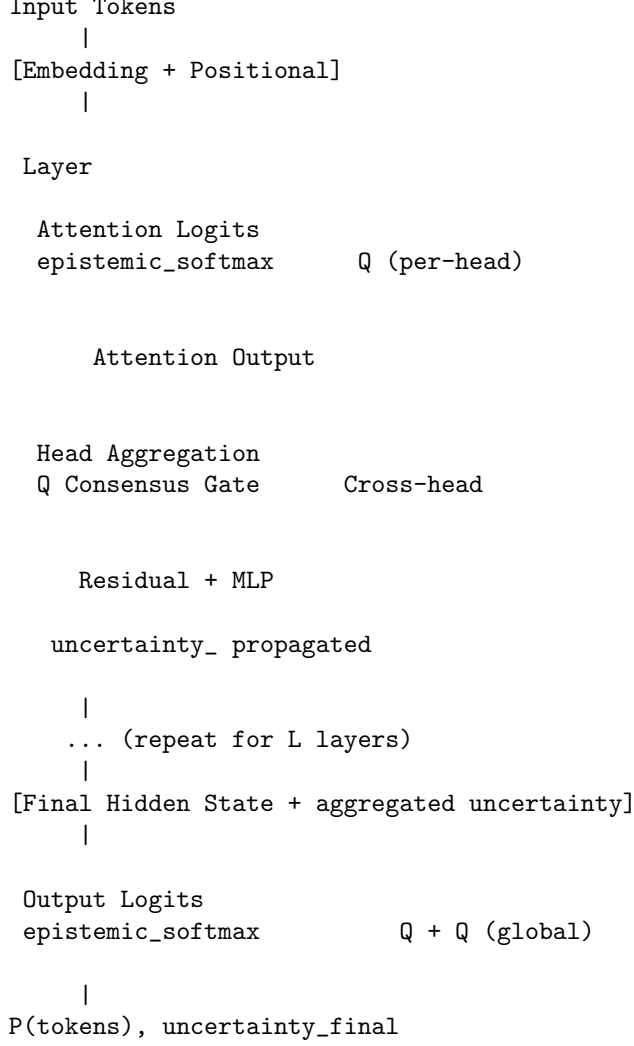 Input Tokens
|
[Embedding + Positional]
|
Layer
Attention Logits
epistemic_softmax Q (per-head)
Attention Output
Head Aggregation
Q Consensus Gate Cross-head
Residual + MLP
uncertainty_ propagated
|
... (repeat for L layers)
|
[Final Hidden State + aggregated uncertainty]
|
Output Logits
epistemic_softmax Q + Q (global)
|
P(tokens), uncertainty_final